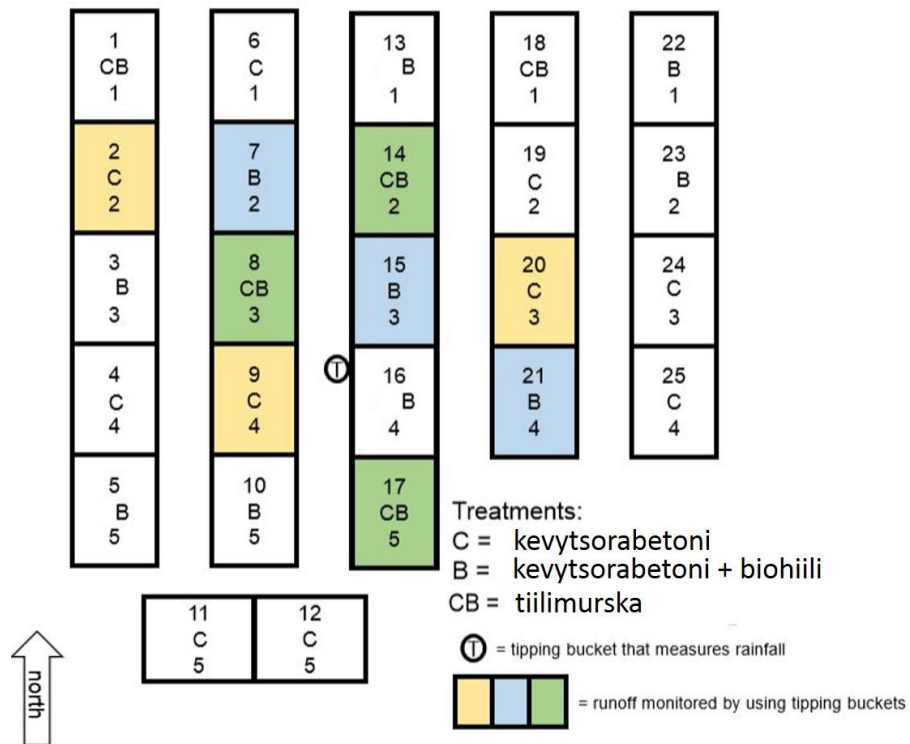 1
CB
1
2
C
2
3
B
3
4
C
4
5
B
5
6
C
1
7
B
2
8
CB
3
9
C
4
10
B
5
11
C
5
12
C
5
13
B
1
14
CB
2
15
B
3
16
B
4
17
CB
5
18
CB
1
19
C
2
20
C
3
21
B
4
22
B
1
23
B
2
24
C
3
25
C
4
T
north
Treatments:
C = kevytsorabetoni
B = kevytsorabetoni + biohiili
CB = tiilimurska
T = tipping bucket that measures rainfall
= runoff monitored by using tipping buckets